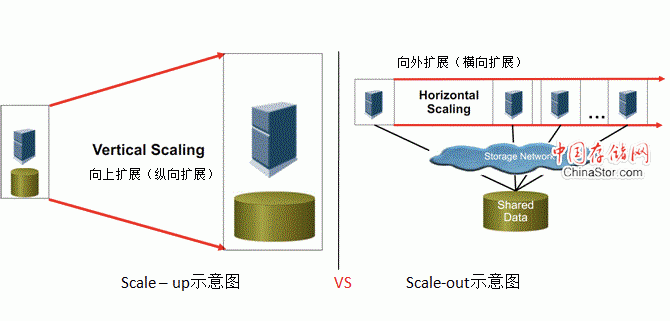 Vertical Scaling
向上扩展（纵向扩展）
Scale – up示意图
VS
向外扩展（横向扩展）
Horizontal
Scaling
...
Storage Network
中国存储网
ChinaStor.com
Shared
Data
Scale-out示意图